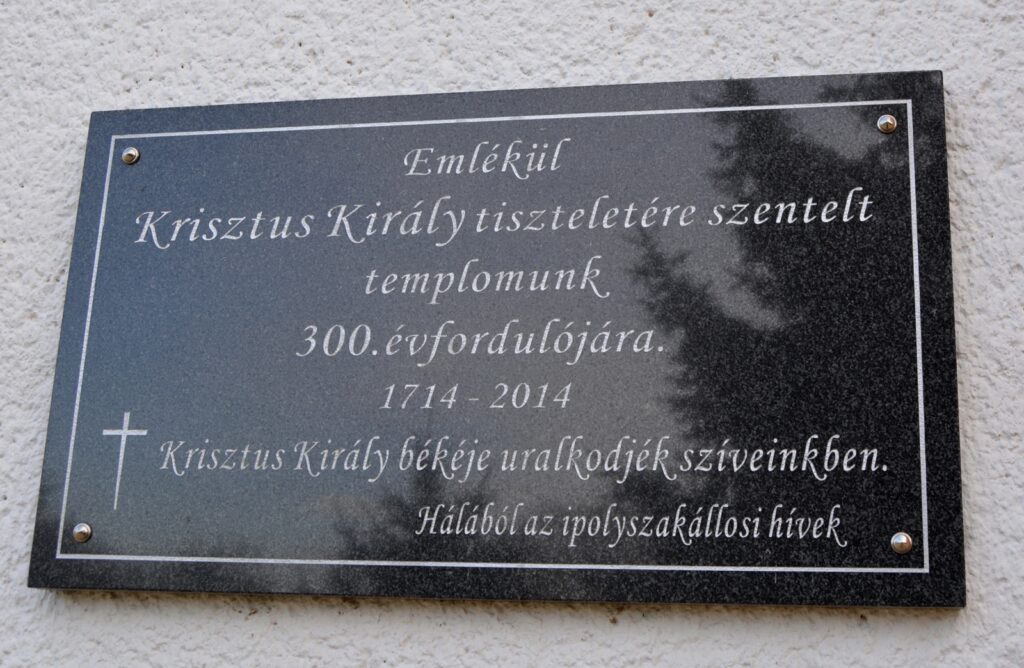 Emlékül
Krisztus Király tiszteletére szentelt
templomunk
300. évfordulójára.
1714 - 2014
Krisztus Király békéje uralkodjék szíveinkben.
Hálából az ipolyszakállosi hívek